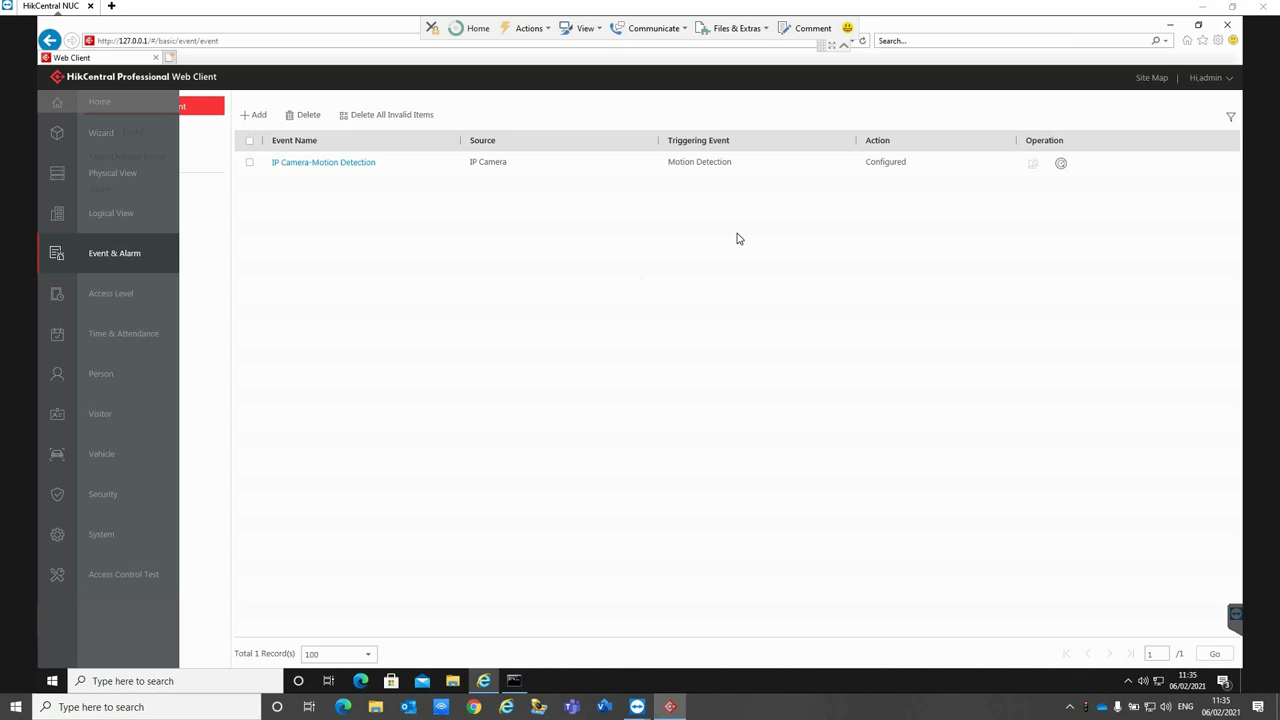 HikCentral NUC
Home
Actions
View
Communicate
Files & Extras
Comment
http://127.0.0.1/#/basic/event/event
Search...
Web Client
HikCentral Professional Web Client
Site Map
Hi,admin
Home
nt
Add
Delete
Delete All Invalid Items
Event Name
Source
Triggering Event
Action
Operation
IP Camera-Motion Detection
IP Camera
Motion Detection
Configured
Wizard
Physical View
Logical View
Event & Alarm
Access Level
Time & Attendance
Person
Visitor
Vehicle
Security
System
Access Control Test
Total 1 Record(s)
100
1
/1
Go
Type here to search
11:35
06/02/2021
3
Type here to search
11:35
06/02/2021